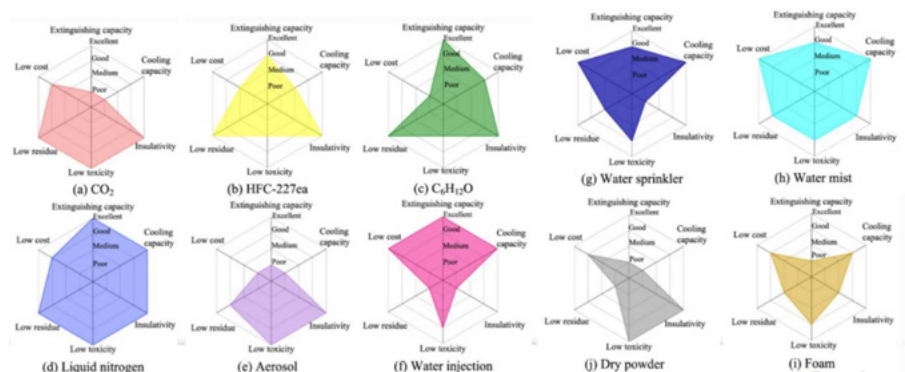 Extinguishing capacity
Excellent
Good
Medium
Poor
Low cost
Cooling
capacity
Low residue
Insulativity
Low toxicity
(a) CO₂
Extinguishing capacity
Excellent
Good
Medium
Poor
Low cost
Cooling
capacity
Low residue
Insulativity
Low toxicity
(b) HFC-227ea
Extinguishing capacity
Excellent
Good
Medium
Poor
Low cost
Cooling
capacity
Low residue
Insulativity
Low toxicity
(c) C₆H₁₂O
Extinguishing capacity
Excellent
Good
Medium
Poor
Low cost
Cooling
capacity
Low residue
Insulativity
Low toxicity
(g) Water sprinkler
Extinguishing capacity
Excellent
Good
Medium
Poor
Low cost
Cooling
capacity
Low residue
Insulativity
Low toxicity
(h) Water mist
Extinguishing capacity
Excellent
Good
Medium
Poor
Low cost
Cooling
capacity
Low residue
Insulativity
Low toxicity
(d) Liquid nitrogen
Extinguishing capacity
Excellent
Good
Medium
Poor
Low cost
Cooling
capacity
Low residue
Insulativity
Low toxicity
(e) Aerosol
Extinguishing capacity
Excellent
Good
Medium
Poor
Low cost
Cooling
capacity
Low residue
Insulativity
Low toxicity
(f) Water injection
Extinguishing capacity
Excellent
Good
Medium
Poor
Low cost
Cooling
capacity
Low residue
Insulativity
Low toxicity
(j) Dry powder
Extinguishing capacity
Excellent
Good
Medium
Poor
Low cost
Cooling
capacity
Low residue
Insulativity
Low toxicity
(i) Foam